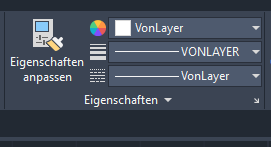 VonLayer
Eigenschaften
anpassen
VONLAYER
VonLayer
Eigenschaften